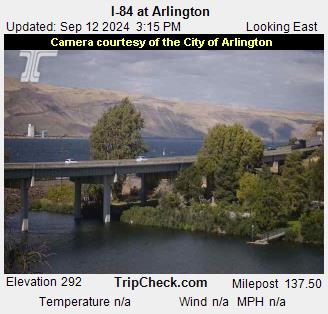 I-84 at Arlington
Updated: Sep 12 2024 3:15 PM Looking East
Camera courtesy of the City of Arlington
Elevation 292 TripCheck.com Milepost 137.50
Temperature n/a Wind n/a MPH n/a